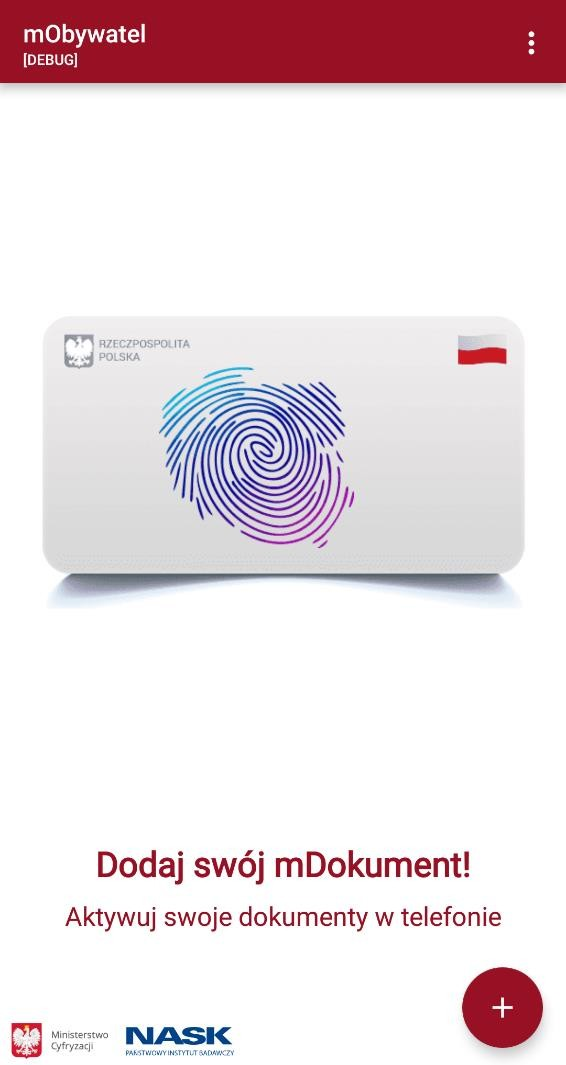 mObywatel
[DEBUG]
RZECZPOSPOLITA
POLSKA
Dodaj swój mDokument!
Aktywuj swoje dokumenty w telefonie
Ministerstwo
Cyfryzacji
NASK
PAŃSTWOWY INSTYTUT BADAWCZY